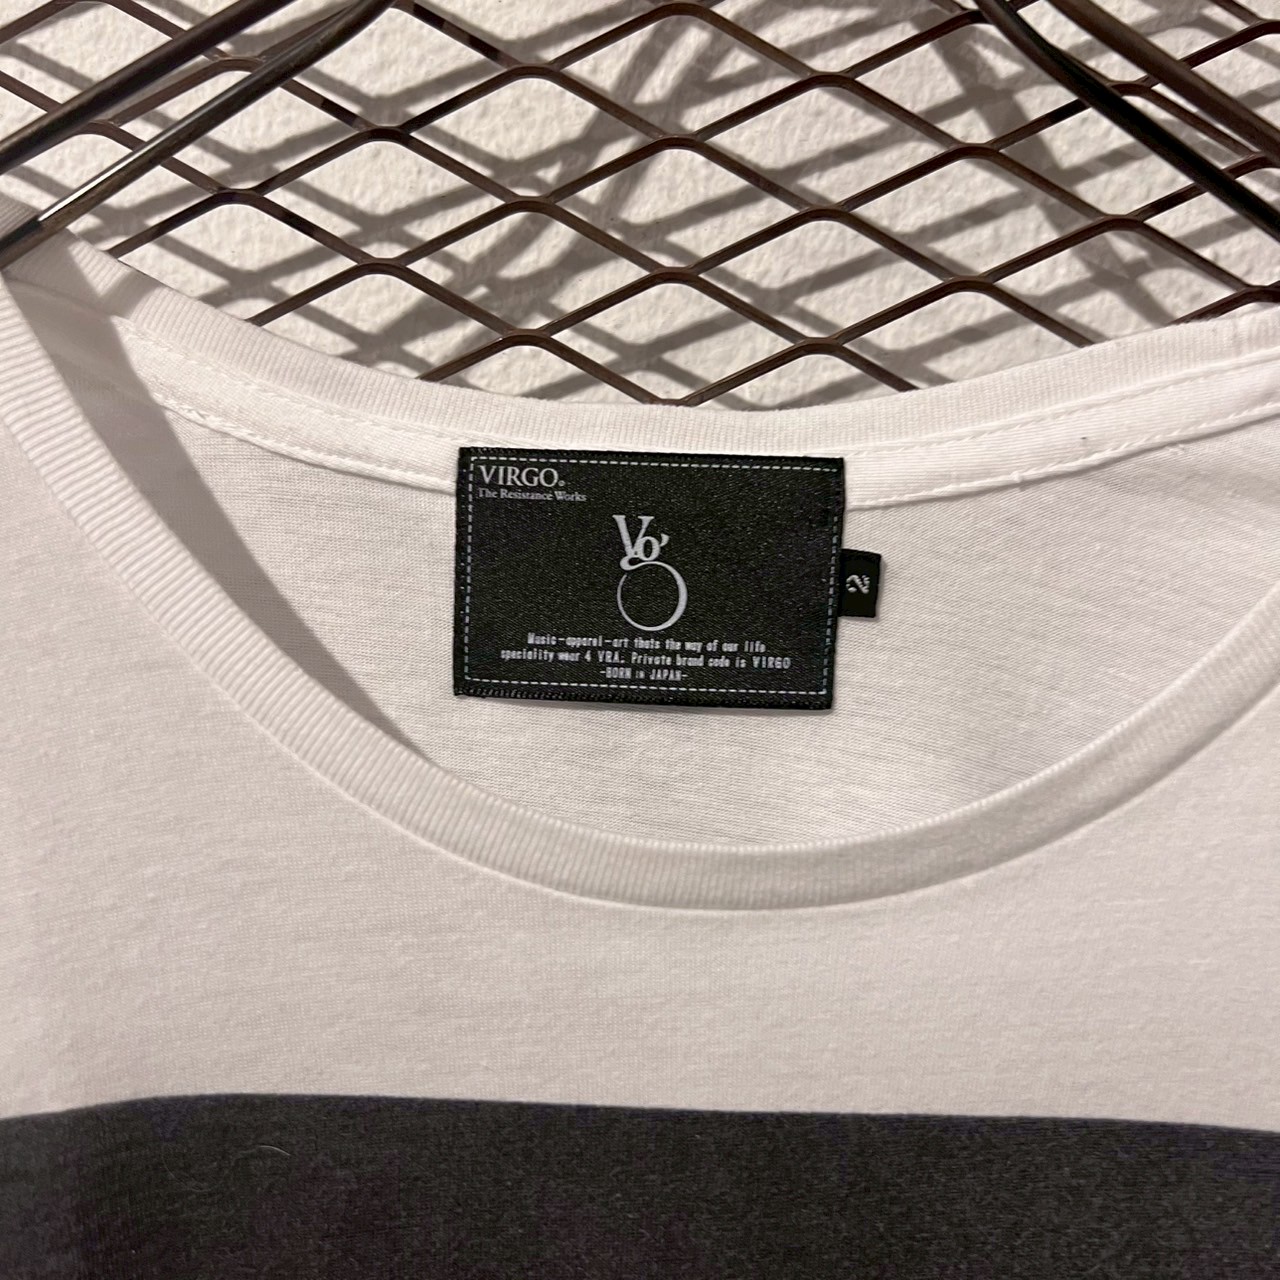 VIRGO.
The Resistance Works
Vg
Music-apparel-art thats the way of our life
speciality wear 4 VRA. Private brand code is VIRGO
-BORN IN JAPAN-
2